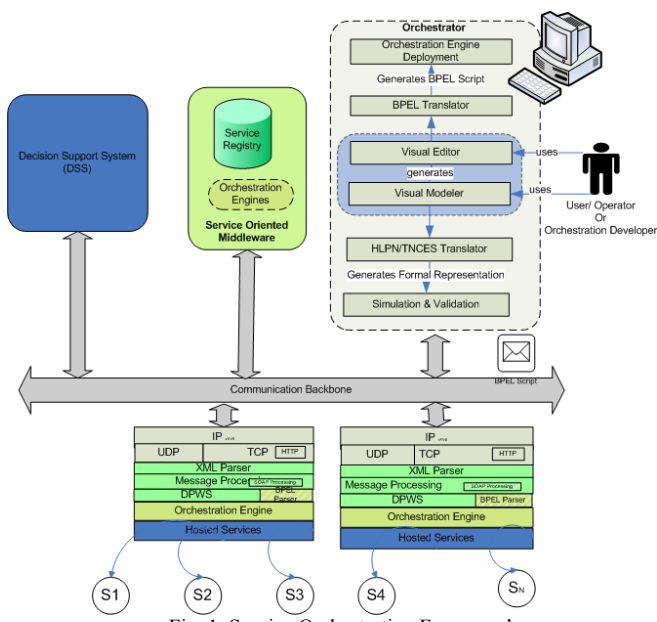 Orchestrator
Orchestration Engine
Deployment
Generates BPEL Script
BPEL Translator
Visual Editor
generates
Visual Modeler
HLPN/TNCES Translator
Generates Formal Representation
Simulation & Validation
uses
uses
User/ Operator
Or
Orchestration Developer
Decision Support System
(DSS)
Service
Registry
Orchestration
Engines
Service Oriented
Middleware
BPEL Script
Communication Backbone
IP
UDP
TCP
HTTP
XML Parser
Message
SOAP Processing
DPWS
BPEL
Parser
Orchestration Engine
Hosted Services
S1
S2
S3
IP
UDP
TCP
HTTP
XML Parser
Message Processing
SOAP Processing
DPWS
BPEL Parser
Orchestration Engine
Hosted Services
S4
SN